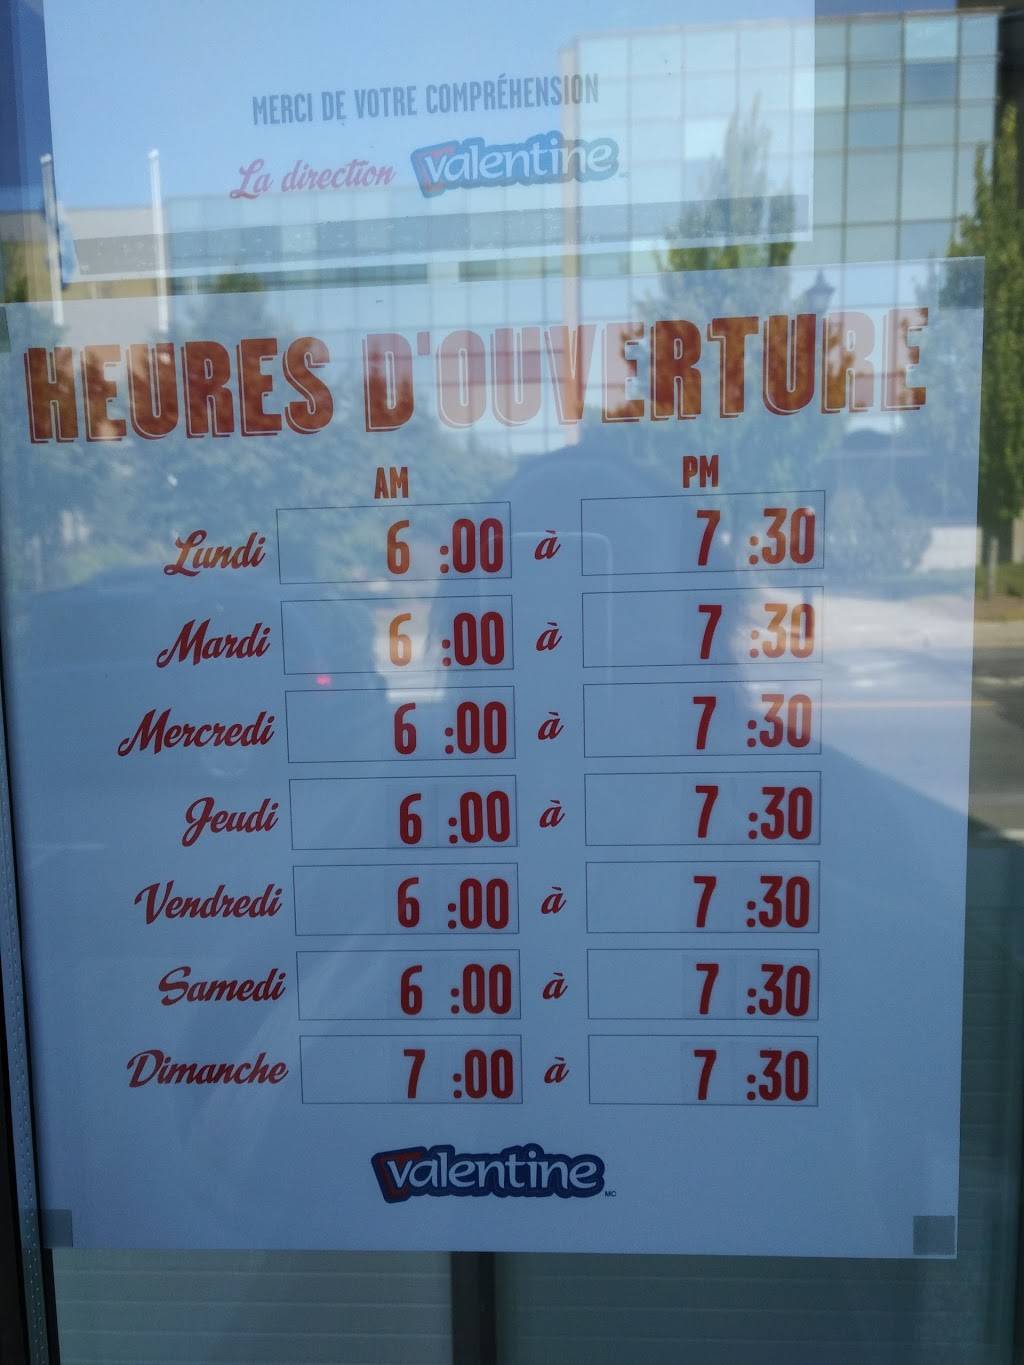 MERCI DE VOTRE COMPRÉHENSION
La direction valentine
HEURES D'OUVERTURE
AM PM
Lundi 6 :00 à 7 :30
Mardi 6 :00 à 7 :30
Mercredi 6 :00 à 7 :30
Jeudi 6 :00 à 7 :30
Vendredi 6 :00 à 7 :30
Samedi 6 :00 à 7 :30
Dimanche 7 :00 à 7 :30
valentine MC